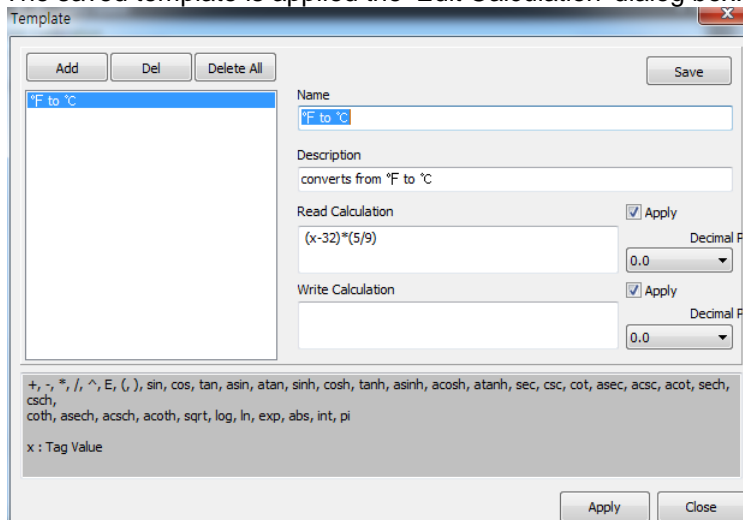 Template
Add Del Delete All Save
℉ to ℃
Name
℉ to ℃
Description
converts from ℉ to ℃
Read Calculation Apply
(x-32)*(5/9)
Decimal P
0.0
Write Calculation Apply
Decimal P
0.0
+, -, *, /, ^, E, (, ), sin, cos, tan, asin, atan, sinh, cosh, tanh, asinh, acosh, atanh, sec, csc, cot, asec, acsc, acot, sech,
csch,
coth, asech, acsch, acoth, sqrt, log, ln, exp, abs, int, pi
x : Tag Value
Apply Close